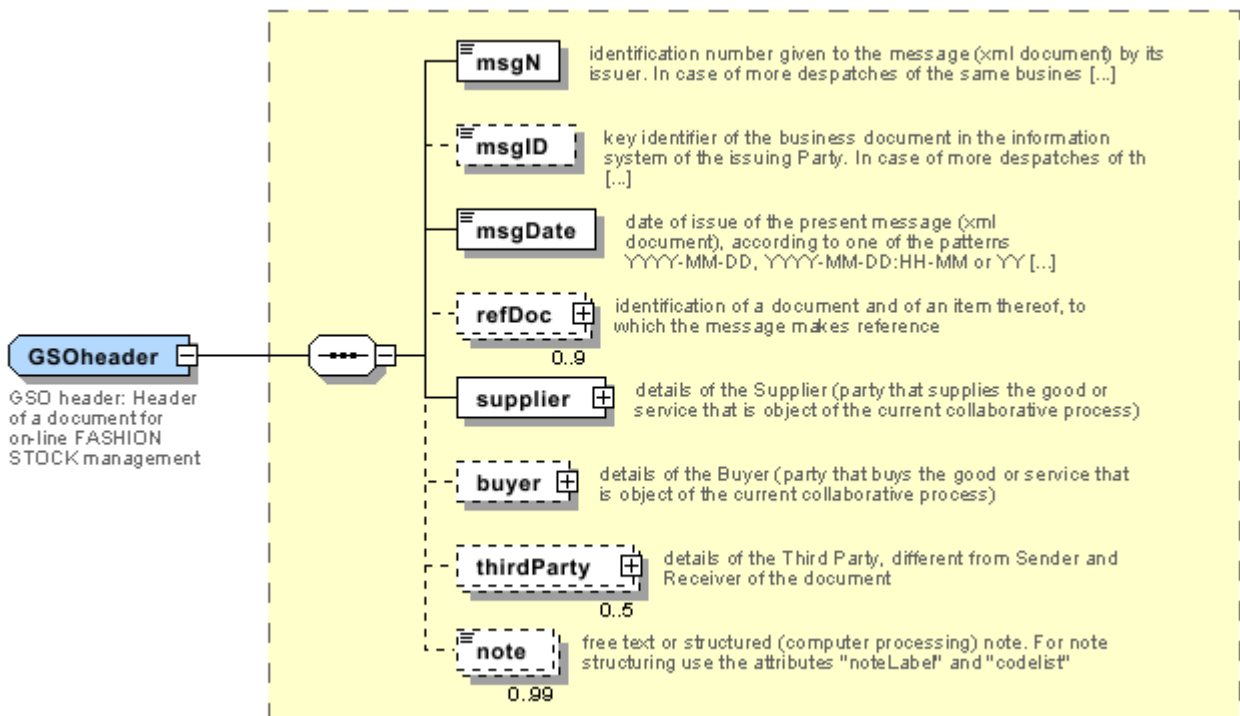 msgN
identification number given to the message (xml document) by its
issuer. In case of more despatches of the same busines [...]
msgID
key identifier of the business document in the information
system of the issuing Party. In case of more despatches of th
[...]
msgDate
date of issue of the present message (xml
document), according to one of the patterns
YYYY-MM-DD, YYYY-MM-DD:HH-MM or YY [...]
refDoc
identification of a document and of an item thereof, to
which the message makes reference
0..9
GSOheader
GSO header: Header
of a document for
on-line FASHION
STOCK management
supplier
details of the Supplier (party that supplies the good or
service that is object of the current collaborative process)
buyer
details of the Buyer (party that buys the good or service that
is object of the current collaborative process)
thirdParty
details of the Third Party, different from Sender and
Receiver of the document
0..5
note
free text or structured (computer processing) note. For note
structuring use the attributes "noteLabel" and "codelist"
0..99